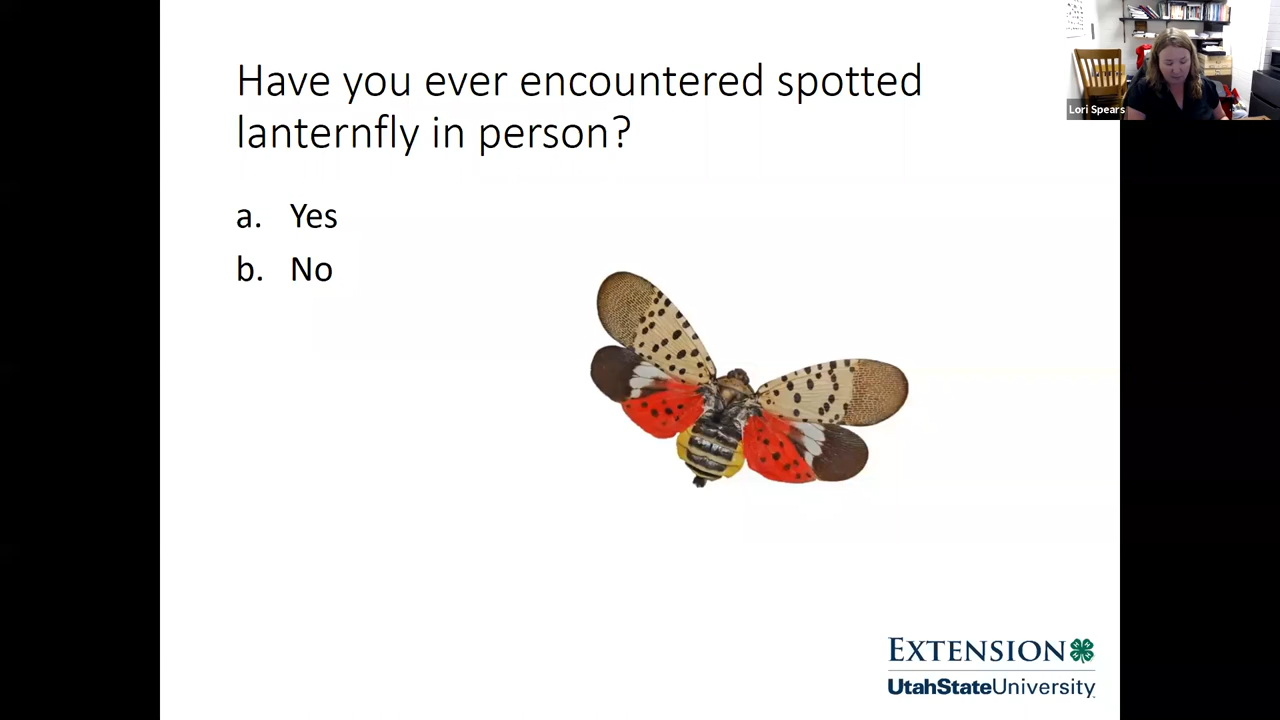 Have you ever encountered spotted
lanternfly in person?
a. Yes
b. No
Lori Spears
EXTENSION
UtahStateUniversity